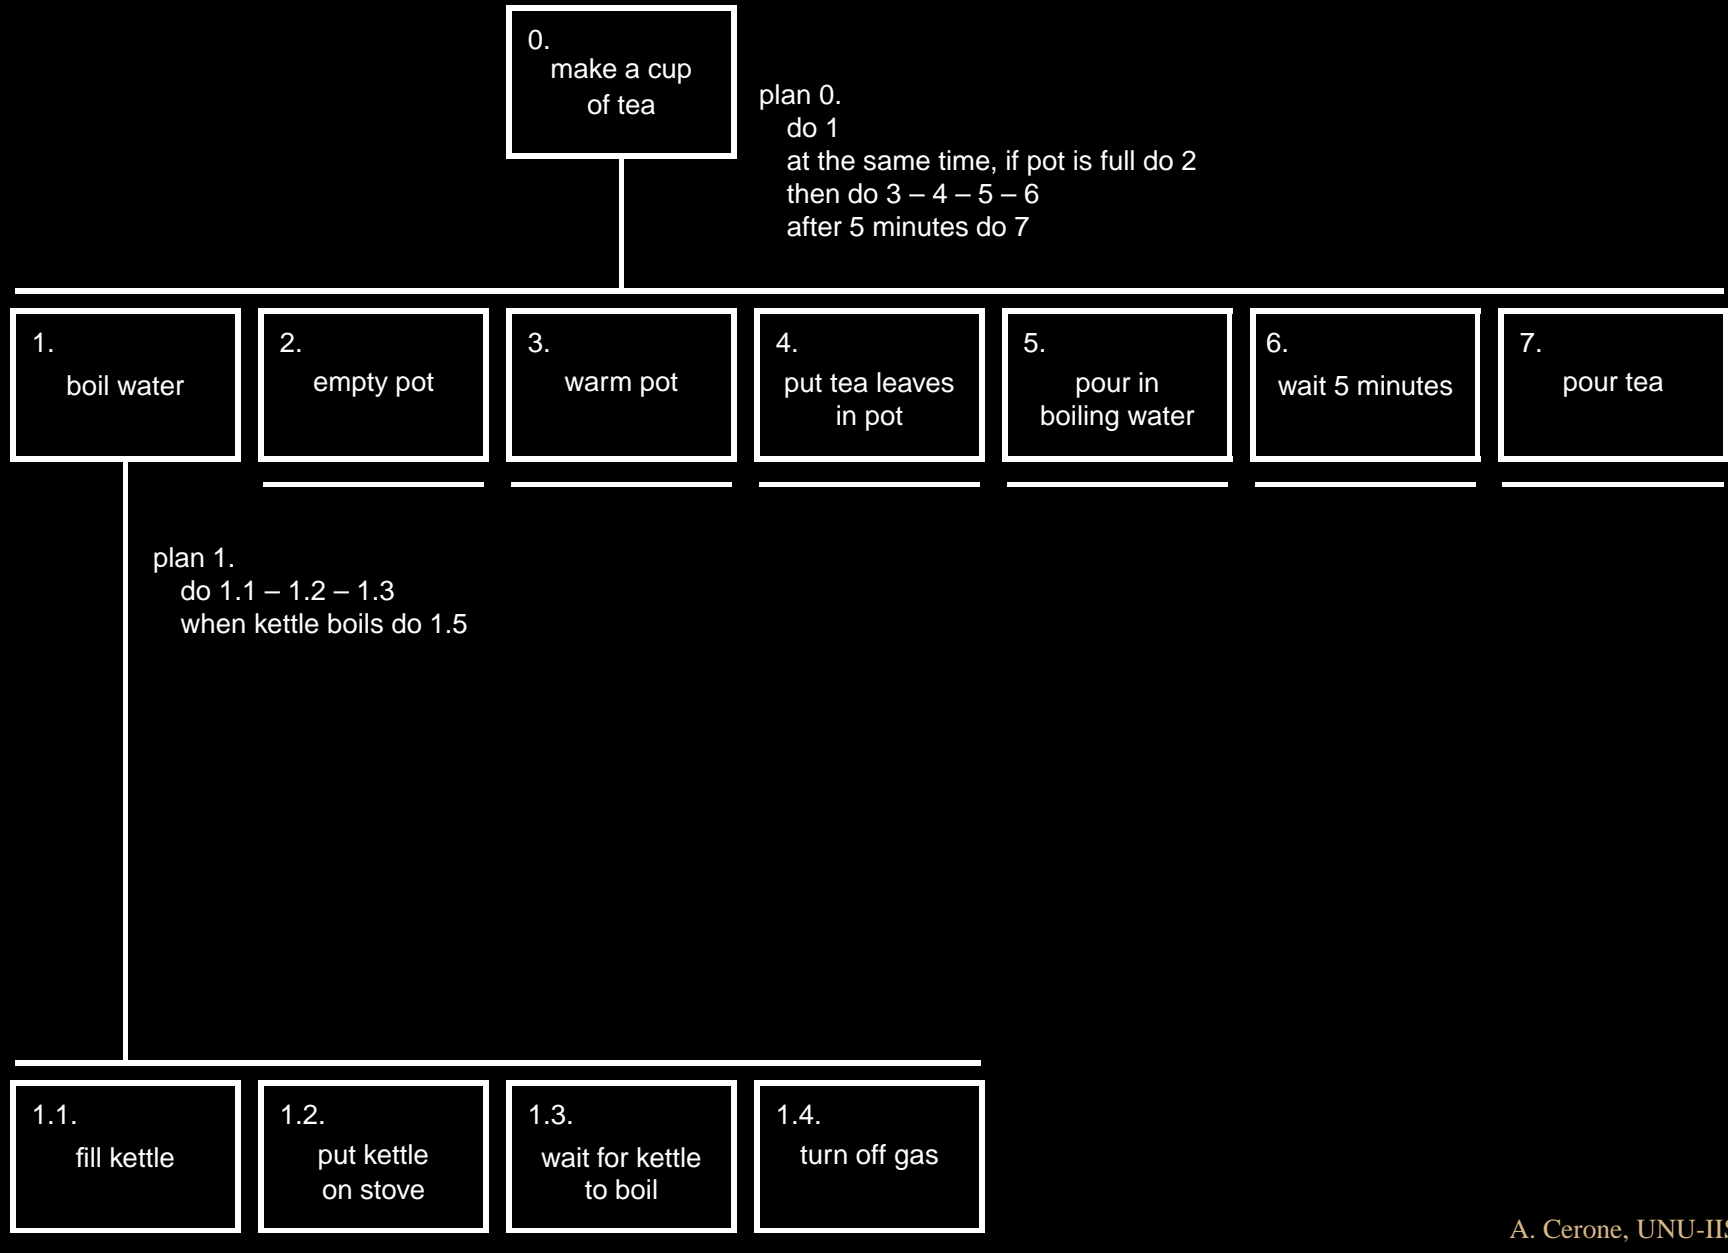 0.
make a cup
of tea
plan 0.
do 1
at the same time, if pot is full do 2
then do 3 – 4 – 5 – 6
after 5 minutes do 7
1.
boil water
2.
empty pot
3.
warm pot
4.
put tea leaves
in pot
5.
pour in
boiling water
6.
wait 5 minutes
7.
pour tea
plan 1.
do 1.1 – 1.2 – 1.3
when kettle boils do 1.5
1.1.
fill kettle
1.2.
put kettle
on stove
1.3.
wait for kettle
to boil
1.4.
turn off gas
A. Cerone, UNU-IIS